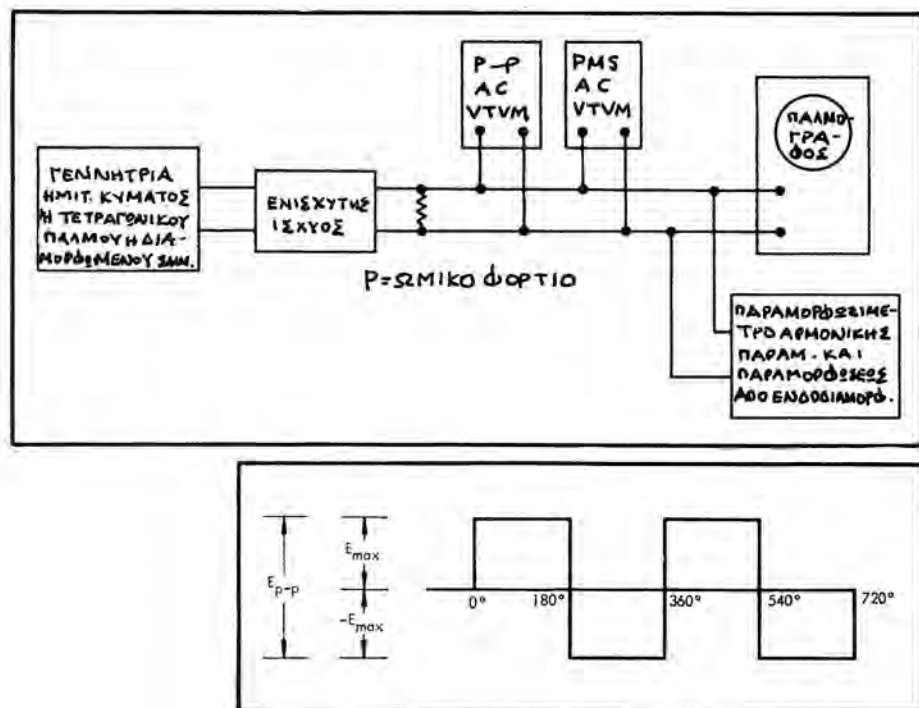 P-P
AC
VTVM
PMS
AC
VTVM
ΠΑΛΜΟ-
ΓΡΑ-
ΦΟΣ
ΓΕΝΝΗΤΡΙΑ
ΗΜΙΤ. ΚΥΜΑΤΟΣ
Ή ΤΕΤΡΑΓΩΝΙΚΟΥ
ΠΑΛΜΟΥ Η ΔΙΑ-
ΜΟΡΦΩΜΕΝΟΥ ΣΗΜ.
ΕΝΙΣΧΥΤΗΣ
ΙΣΧΥΟΣ
Ρ=ΩΜΙΚΟ ΦΟΡΤΙΟ
ΠΑΡΑΜΟΡΦΩΣΙΜΕ-
ΤΡΟ ΑΡΜΟΝΙΚΗΣ
ΠΑΡΑΜ. ΚΑΙ
ΠΑΡΑΜΟΡΦΩΣΕΩΣ
ΑΠΟ ΕΝΔΟΔΙΑΜΟΡΦ.
Emax
Ep-p
-Emax
0° 180° 360° 540° 720°